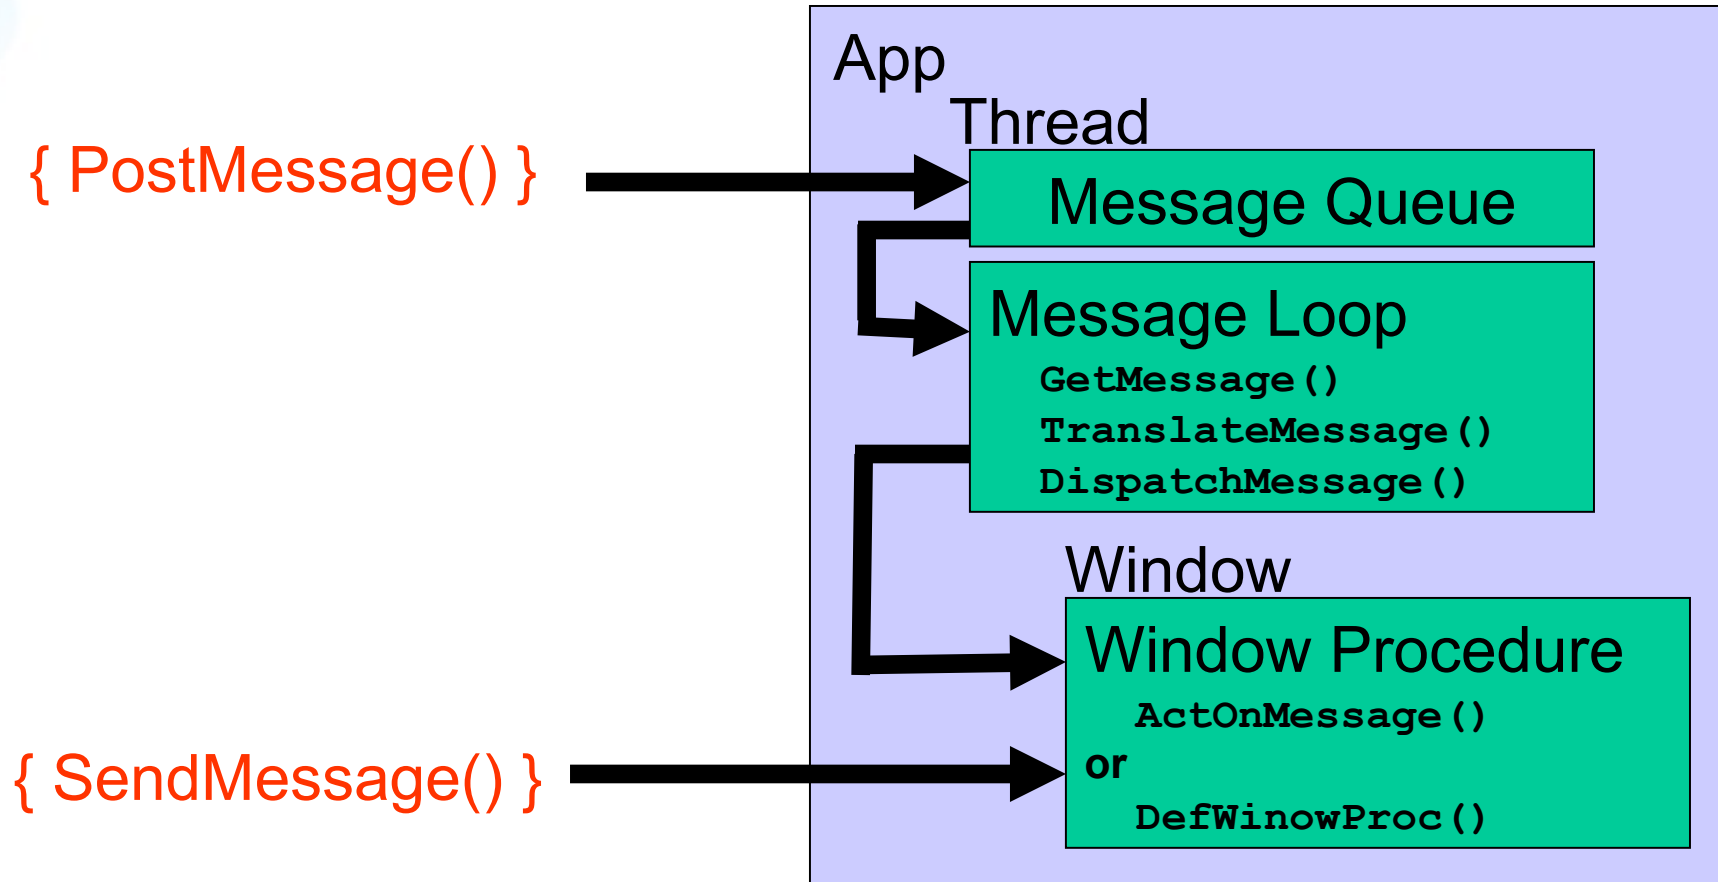 App
Thread
{ PostMessage() }
Message Queue
Message Loop
GetMessage()
TranslateMessage()
DispatchMessage()
Window
Window Procedure
ActOnMessage()
{ SendMessage() }
or
DefWinowProc()